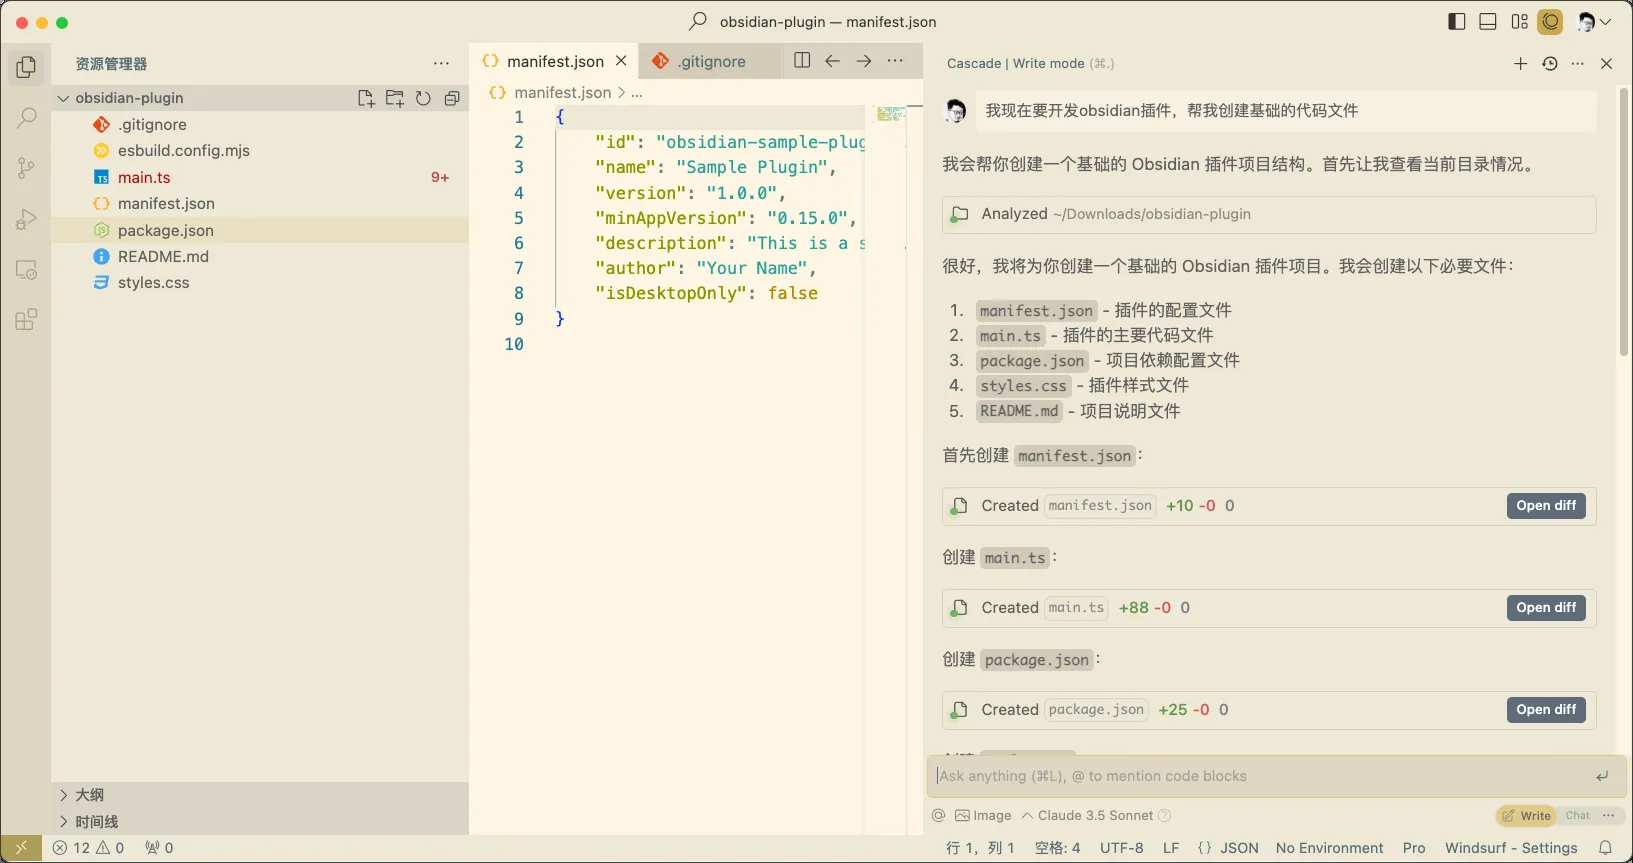 obsidian-plugin — manifest.json
资源管理器
obsidian-plugin
.gitignore
esbuild.config.mjs
main.ts 9+
manifest.json
package.json
README.md
styles.css
大纲
时间线
manifest.json
.gitignore
manifest.json > ...
1 {
2 "id": "obsidian-sample-plug
3 "name": "Sample Plugin",
4 "version": "1.0.0",
5 "minAppVersion": "0.15.0",
6 "description": "This is a s
7 "author": "Your Name",
8 "isDesktopOnly": false
9 }
10
Cascade | Write mode (⌘.)
我现在要开发obsidian插件，帮我创建基础的代码文件
我会帮你创建一个基础的 Obsidian 插件项目结构。首先让我查看当前目录情况。
Analyzed ~/Downloads/obsidian-plugin
很好，我将为你创建一个基础的 Obsidian 插件项目。我会创建以下必要文件：
1. manifest.json - 插件的配置文件
2. main.ts - 插件的主要代码文件
3. package.json - 项目依赖配置文件
4. styles.css - 插件样式文件
5. README.md - 项目说明文件
首先创建 manifest.json：
Created manifest.json +10 -0 0 Open diff
创建 main.ts：
Created main.ts +88 -0 0 Open diff
创建 package.json：
Created package.json +25 -0 0 Open diff
Ask anything (⌘L), @ to mention code blocks
Image Claude 3.5 Sonnet Write Chat
12 0 0 行 1，列 1 空格: 4 UTF-8 LF {} JSON No Environment Pro Windsurf - Settings